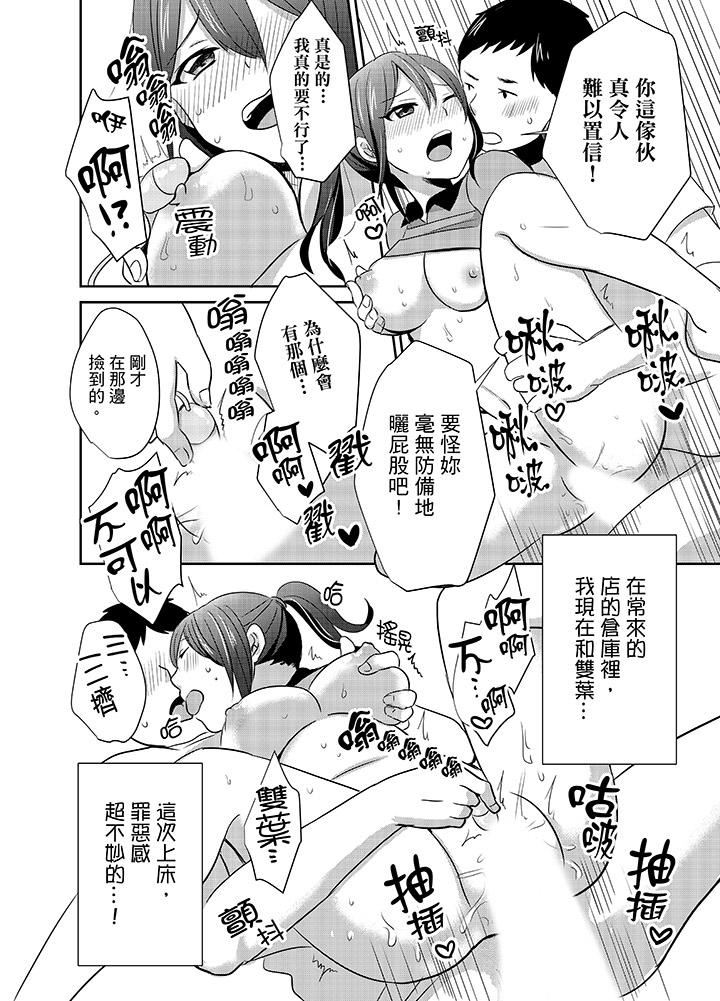 你這傢伙
真令人
難以置信！
顫抖
真是的…
我真的要不行了…
啊♡
嗡
嗡嗡
嗡
咿
啊!?
震動
啾
啵♡
啾
啵
啾
啵♡
要怪妳
毫無防備地
曬屁股吧！
為什麼會
有那個…
嗡
嗡嗡嗡嗡
啊
啊♡
戳
戳♡
剛才
在那邊
撿到的。
啊
啊
不
可以
在常來的
店的倉庫裡，
我現在和雙葉…
啊
啊
不…
啊♡
哈
搖晃
哈
擠
嗡嗡嗡嗡嗡
雙葉…
咕
啵
抽
插♡
抽
插♡
顫
抖
這次上床，
罪惡感
超不妙的…！